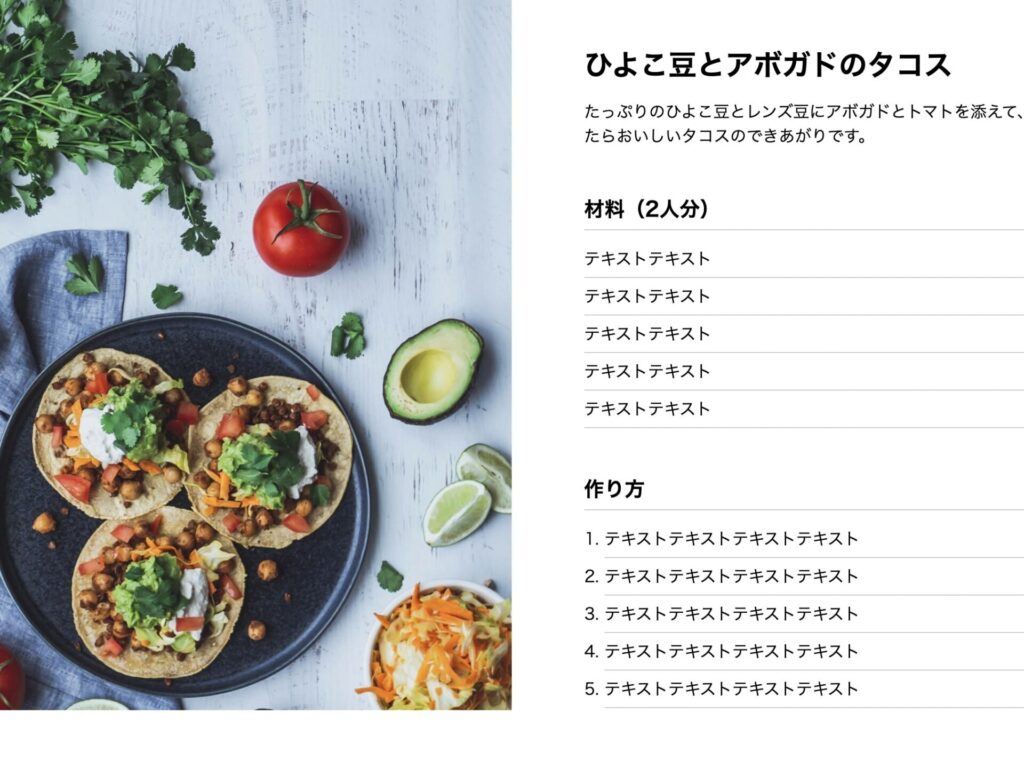 ひよこ豆とアボガドのタコス
たっぷりのひよこ豆とレンズ豆にアボガドとトマトを添えて、
たらおいしいタコスのできあがりです。
材料（2人分）
テキストテキスト
テキストテキスト
テキストテキスト
テキストテキスト
テキストテキスト
作り方
1. テキストテキストテキストテキスト
2. テキストテキストテキストテキスト
3. テキストテキストテキストテキスト
4. テキストテキストテキストテキスト
5. テキストテキストテキストテキスト